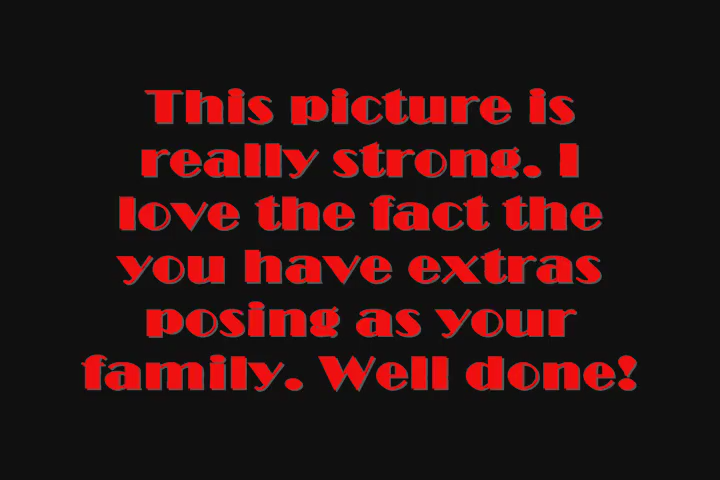 This picture is
really strong. I
love the fact the
you have extras
posing as your
family. Well done!